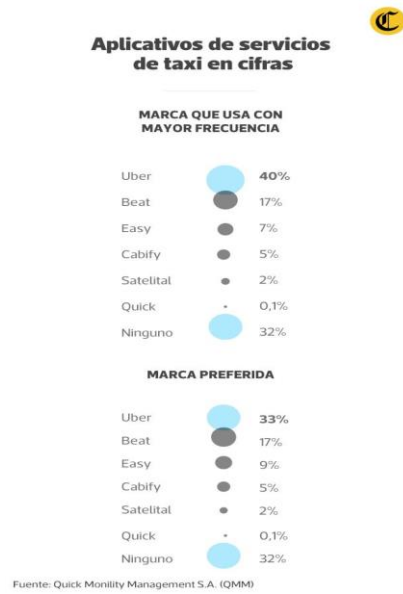 C
Aplicativos de servicios
de taxi en cifras
MARCA QUE USA CON
MAYOR FRECUENCIA
Uber 40%
Beat 17%
Easy 7%
Cabify 5%
Satelital 2%
Quick 0,1%
Ninguno 32%
MARCA PREFERIDA
Uber 33%
Beat 17%
Easy 9%
Cabify 5%
Satelital 2%
Quick 0,1%
Ninguno 32%
Fuente: Quick Monility Management S.A. (QMM)